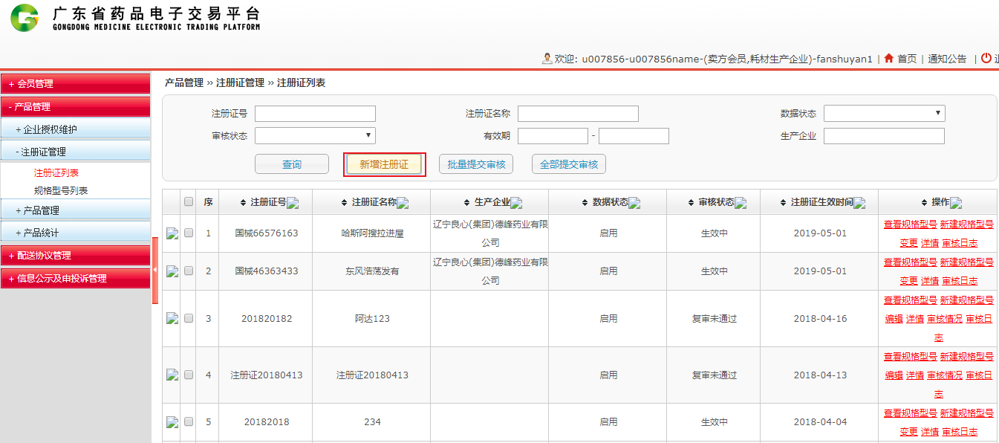 广东省药品电子交易平台
GONGDONG MEDICINE ELECTRONIC TRADING PLATFORM
欢迎: u007856-u007856name-(卖方会员,耗材生产企业)-fanshuyan1 | 首页 | 通知公告 |
+ 会员管理
- 产品管理
+ 企业授权维护
- 注册证管理
注册证列表
规格型号列表
+ 产品管理
+ 产品统计
+ 配送协议管理
+ 信息公示及申投诉管理
产品管理 » 注册证管理 » 注册证列表
注册证号 注册证名称 数据状态
审核状态 有效期 - 生产企业
查询 新增注册证 批量提交审核 全部提交审核
序 注册证号 注册证名称 生产企业 数据状态 审核状态 注册证生效时间 操作
1 国械66576163 哈斯阿搜拉进屋 辽宁良心(集团)德峰药业有限公司 启用 生效中 2019-05-01 查看规格型号 新建规格型号
变更 详情 审核日志
2 国械46363433 东风浩荡发有 辽宁良心(集团)德峰药业有限公司 启用 生效中 2019-05-01 查看规格型号 新建规格型号
变更 详情 审核日志
3 201820182 阿达123 启用 复审未通过 2018-04-16 查看规格型号 新建规格型号
编辑 详情 审核情况 审核日
志
4 注册证20180413 注册证20180413 启用 复审未通过 2018-04-13 查看规格型号 新建规格型号
编辑 详情 审核情况 审核日
志
5 20182018 234 启用 生效中 2018-04-04 查看规格型号 新建规格型号
变更 详情 审核日志